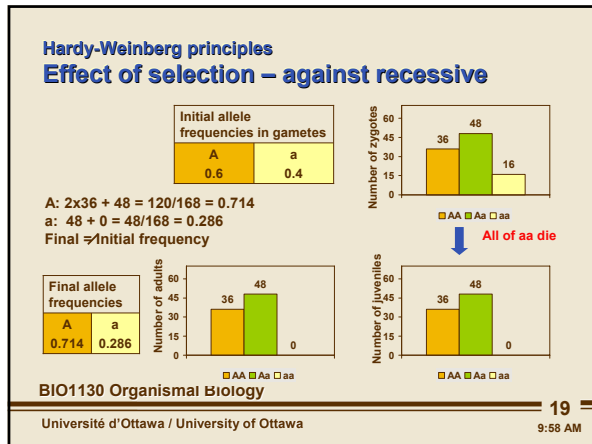 Hardy-Weinberg principles
Effect of selection – against recessive
Initial allele
frequencies in gametes
A a
0.6 0.4
A: 2x36 + 48 = 120/168 = 0.714
a: 48 + 0 = 48/168 = 0.286
Final ≠ Initial frequency
Number of zygotes
60
45
30
15
0
36
48
16
AA Aa aa
All of aa die
Final allele
frequencies
A a
0.714 0.286
Number of adults
60
45
30
15
0
36
48
0
AA Aa aa
Number of juveniles
60
45
30
15
0
36
48
0
AA Aa aa
BIO1130 Organismal Biology
Université d'Ottawa / University of Ottawa
19
9:58 AM